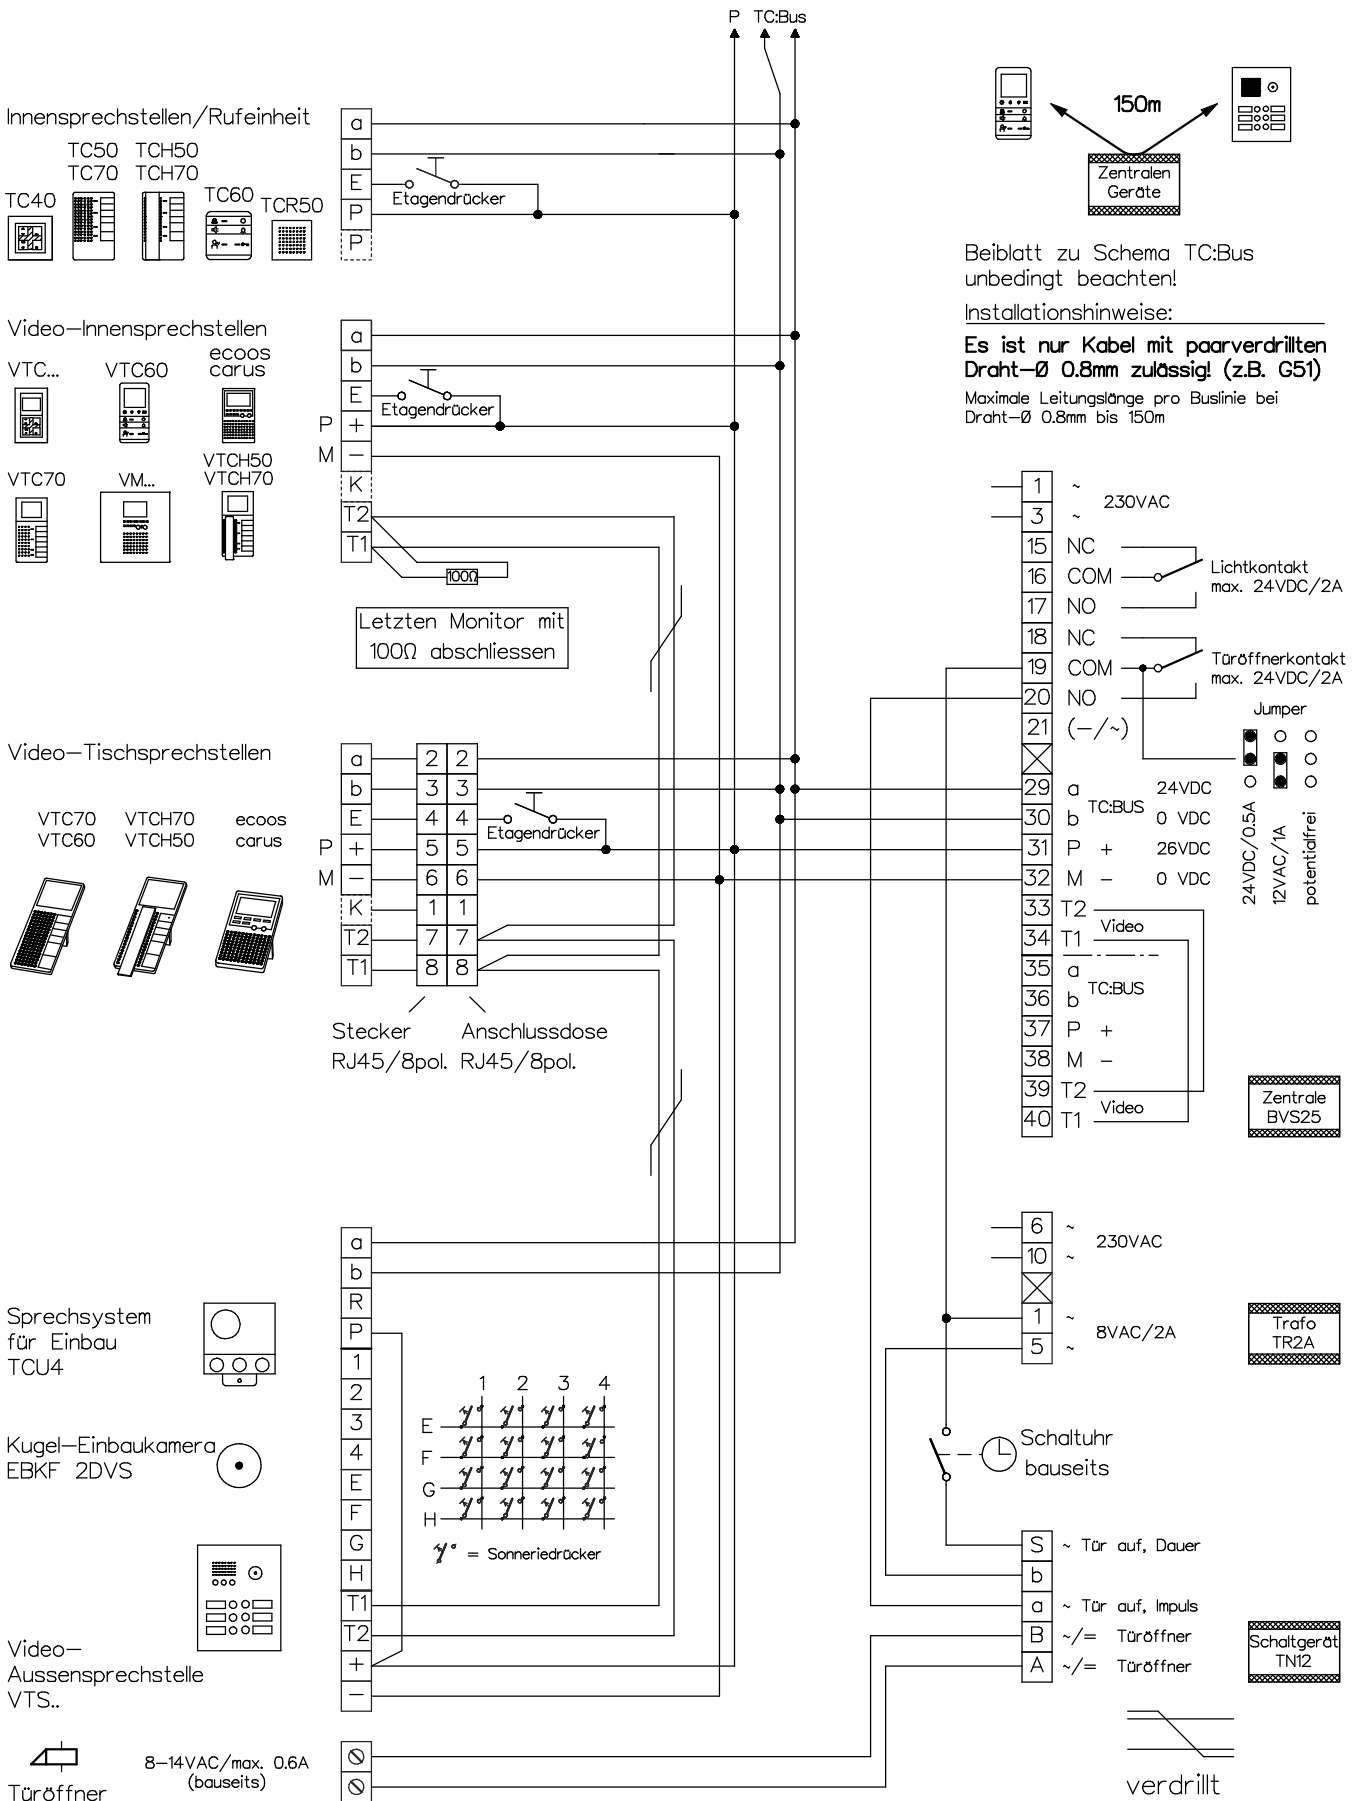 P TC:Bus
Innensprechstellen/Rufeinheit
TC50 TCH50
TC70 TCH70
TC40
TC60
TCR50
a
b
E
P
P
Etagendrücker
150m
Zentralen
Geräte
Beiblatt zu Schema TC:Bus
unbedingt beachten!
Installationshinweise:
Es ist nur Kabel mit paarverdrillten
Draht-Ø 0.8mm zulässig! (z.B. G51)
Maximale Leitungslänge pro Buslinie bei
Draht-Ø 0.8mm bis 150m
Video-Innensprechstellen
VTC...
VTC60
ecoos
carus
VTC70
VM...
VTCH50
VTCH70
a
b
E
P +
M -
K
T2
T1
Etagendrücker
100Ω
Letzten Monitor mit
100Ω abschliessen
1 ~
3 ~
230VAC
15 NC
16 COM
17 NO
Lichtkontakt
max. 24VDC/2A
18 NC
19 COM
20 NO
Türöffnerkontakt
max. 24VDC/2A
21 (-/~)
Jumper
24VDC/0.5A
12VAC/1A
potentialfrei
29 a 24VDC
TC:BUS
30 b 0 VDC
31 P + 26VDC
32 M - 0 VDC
33 T2
Video
34 T1
35 a
TC:BUS
36 b
37 P +
38 M -
39 T2
Video
40 T1
Zentrale
BVS25
Video-Tischsprechstellen
VTC70 VTCH70 ecoos
VTC60 VTCH50 carus
a 2 2
b 3 3
E 4 4
P + 5 5
M - 6 6
K 1 1
T2 7 7
T1 8 8
Etagendrücker
Stecker Anschlussdose
RJ45/8pol. RJ45/8pol.
6 ~
10 ~
230VAC
1 ~
5 ~
8VAC/2A
Trafo
TR2A
Sprechsystem
für Einbau
TCU4
Kugel-Einbaukamera
EBKF 2DVS
Video-
Aussensprechstelle
VTS..
a
b
R
P
1
2
3
4
E
F
G
H
T1
T2
+
-
1 2 3 4
E
F
G
H
= Sonneriedrücker
Schaltuhr
bauseits
S ~ Tür auf, Dauer
b
a ~ Tür auf, Impuls
B ~/= Türöffner
A ~/= Türöffner
Schaltgerät
TN12
Türöffner
8-14VAC/max. 0.6A
(bauseits)
verdrillt